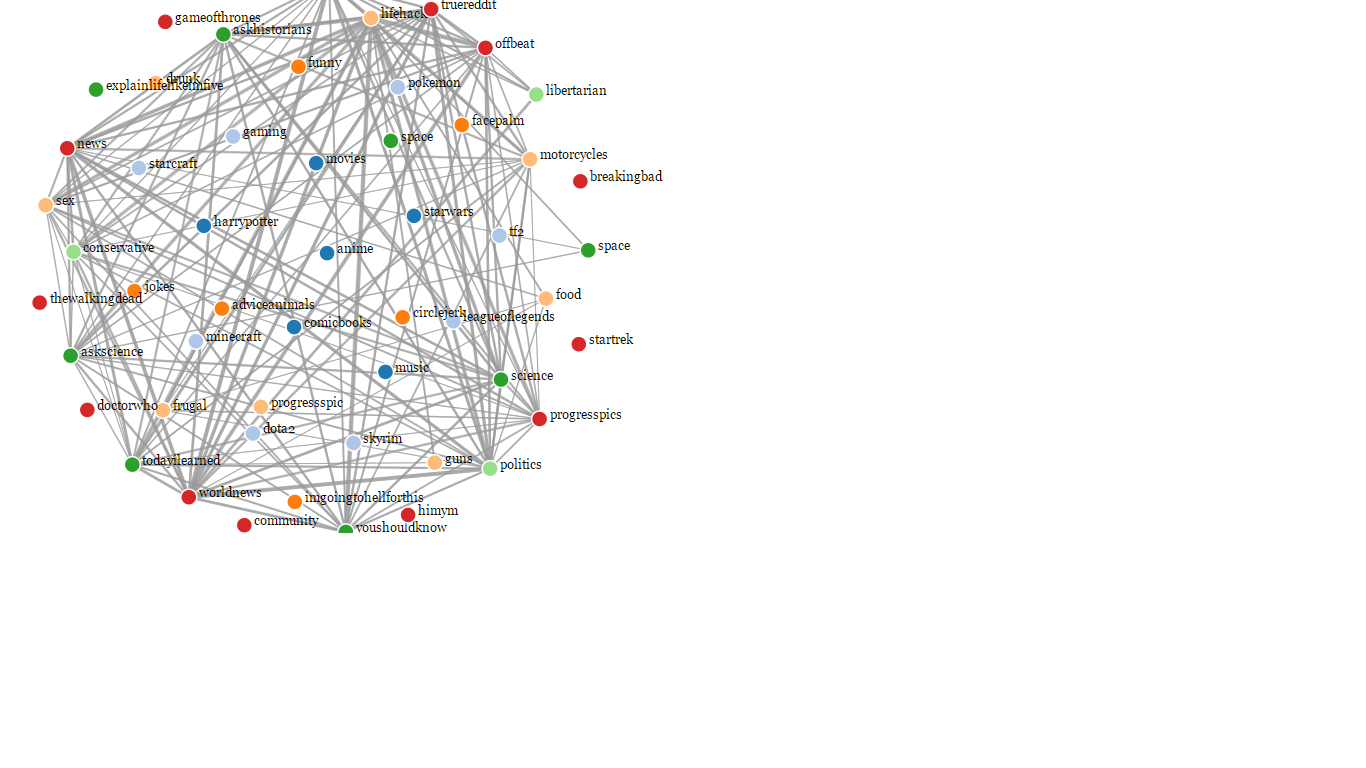 truereddit
lifehack
gameofthrones
askhistorians
offbeat
funny
drunk
explainlifelikeimfive
pokemon
libertarian
facepalm
gaming
space
news
motorcycles
movies
starcraft
breakingbad
sex
starwars
harrypotter
tf2
conservative
anime
space
jokes
food
thewalkingdead
adviceanimals
circlejerk
leagueoflegends
comicbooks
minecraft
startrek
askscience
music
science
doctorwho
frugal
progressspic
progresspics
dota2
skyrim
todayilearned
guns
politics
worldnews
imgoingtohellforthis
himym
community
youshouldknow